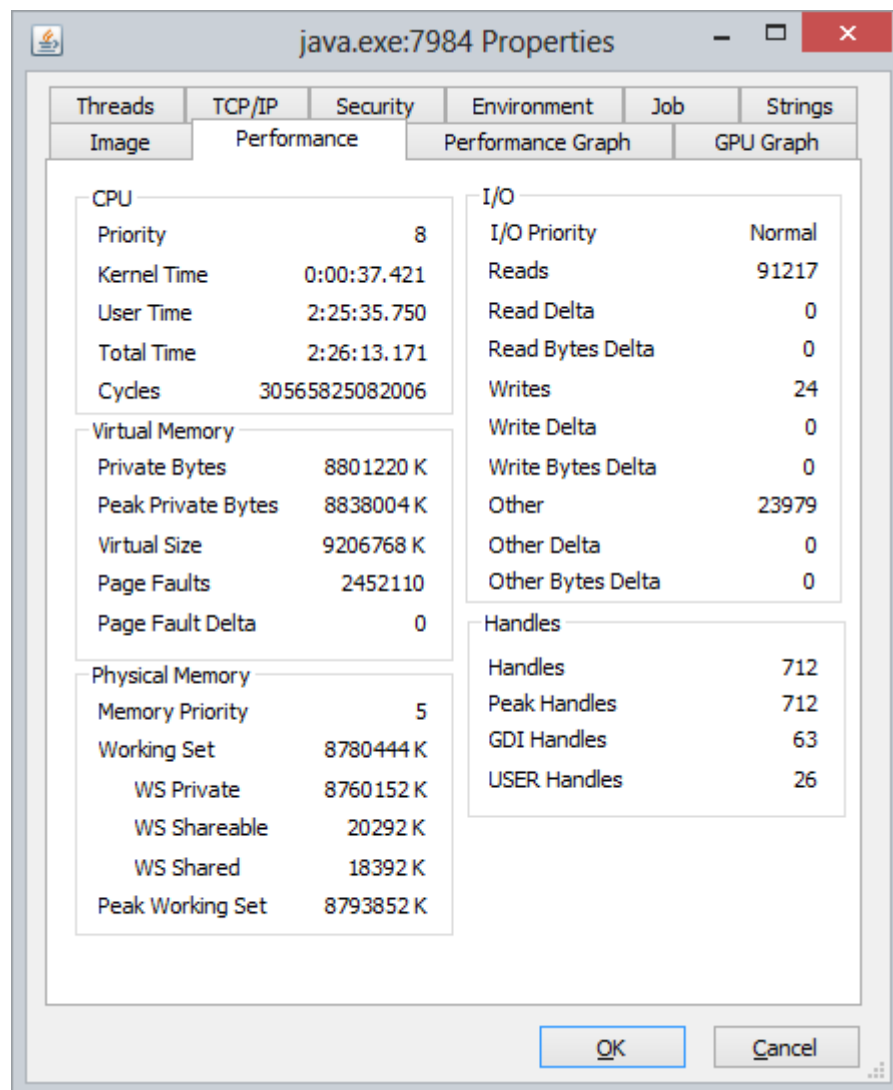 java.exe:7984 Properties
Threads TCP/IP Security Environment Job Strings
Image Performance Performance Graph GPU Graph
CPU
Priority 8
Kernel Time 0:00:37.421
User Time 2:25:35.750
Total Time 2:26:13.171
Cycles 30565825082006
Virtual Memory
Private Bytes 8801220 K
Peak Private Bytes 8838004 K
Virtual Size 9206768 K
Page Faults 2452110
Page Fault Delta 0
Physical Memory
Memory Priority 5
Working Set 8780444 K
WS Private 8760152 K
WS Shareable 20292 K
WS Shared 18392 K
Peak Working Set 8793852 K
I/O
I/O Priority Normal
Reads 91217
Read Delta 0
Read Bytes Delta 0
Writes 24
Write Delta 0
Write Bytes Delta 0
Other 23979
Other Delta 0
Other Bytes Delta 0
Handles
Handles 712
Peak Handles 712
GDI Handles 63
USER Handles 26
OK Cancel